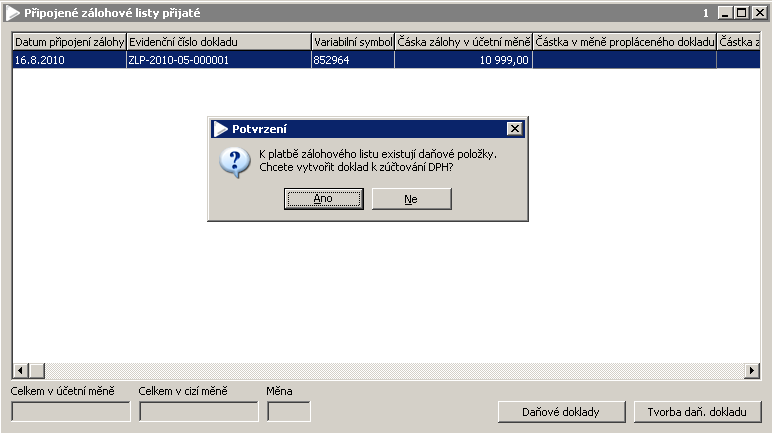 Připojené zálohové listy přijaté 1
Datum připojení zálohy Evidenční číslo dokladu Variabilní symbol Čáska zálohy v účetní měně Částka v měně propláceného dokladu Částka z
16.8.2010 ZLP-2010-05-000001 852964 10 999,00
Potvrzení
K platbě zálohového listu existují daňové položky.
Chcete vytvořit doklad k zúčtování DPH?
Ano Ne
Celkem v účetní měně Celkem v cizí měně Měna
Daňové doklady Tvorba daň. dokladu